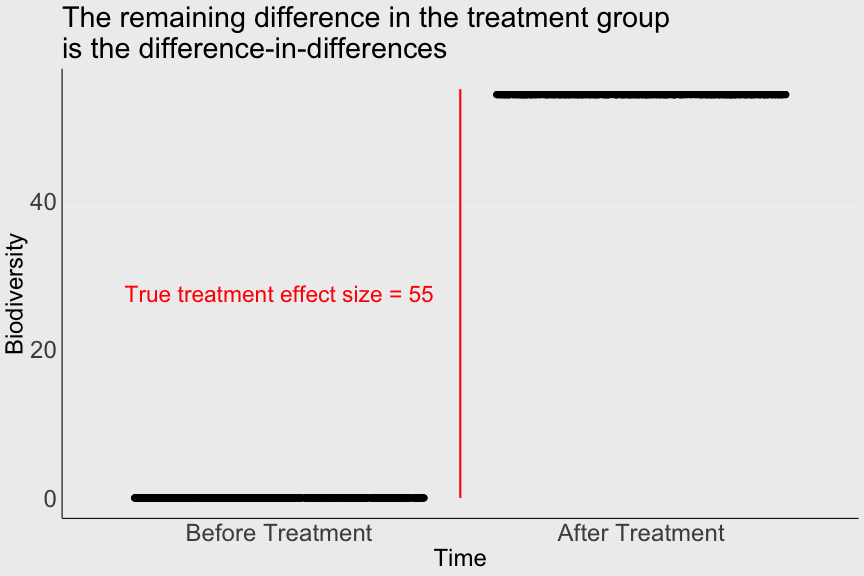 The remaining difference in the treatment group
is the difference-in-differences
Biodiversity
40
20
0
True treatment effect size = 55
Before Treatment
After Treatment
Time